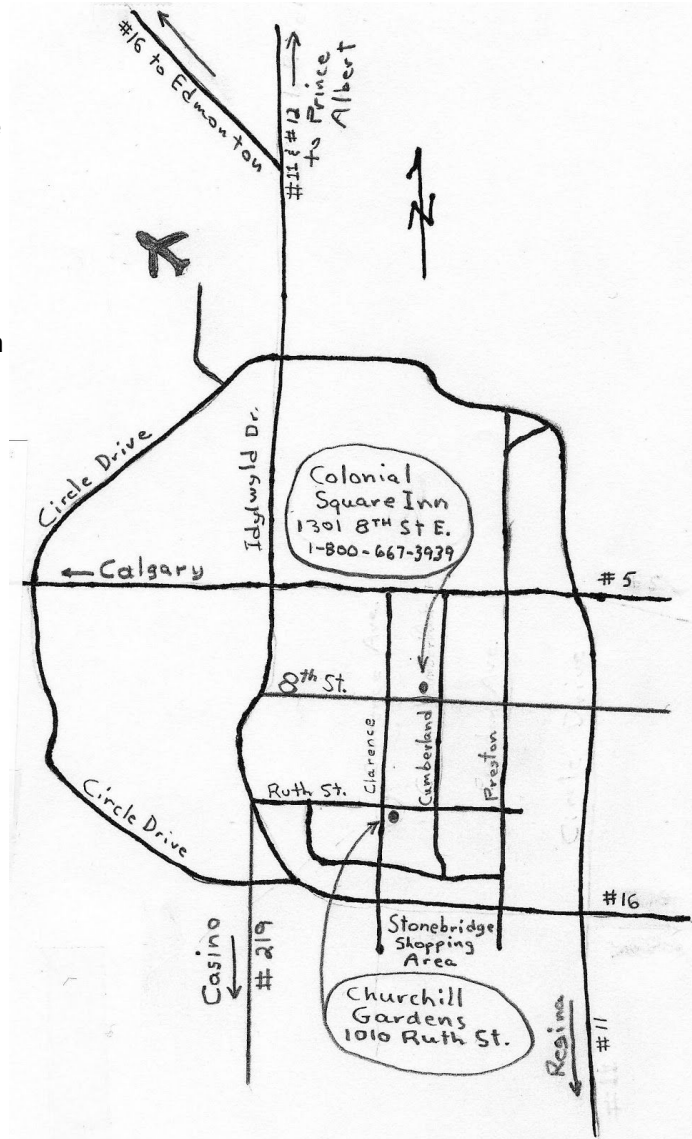 #16 to Edmonton
#11 & #12
to Prince
Albert
N
Circle Drive
Idylwyld Dr.
Colonial
Square Inn
1301 8TH St E.
1-800-667-3939
Calgary
#5
8th St.
Clarence
Cumberland
Preston
Ruth St.
Circle Drive
#16
Casino
#219
Stonebridge
Shopping
Area
Churchill
Gardens
1010 Ruth St.
Regina
#11